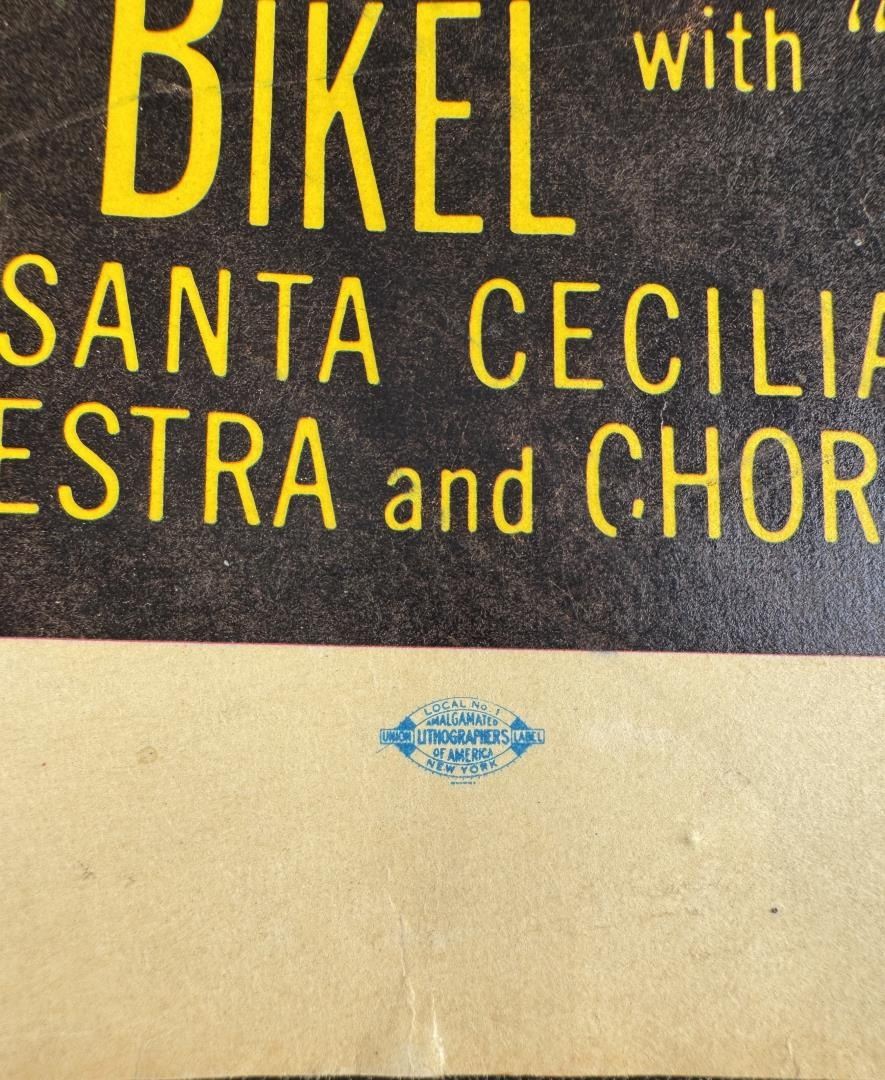 BIKEL with "
SANTA CECILIA
ESTRA and CHOR
LOCAL No. 1
AMALGAMATED
UNION LITHOGRAPHERS LABEL
OF AMERICA
NEW YORK